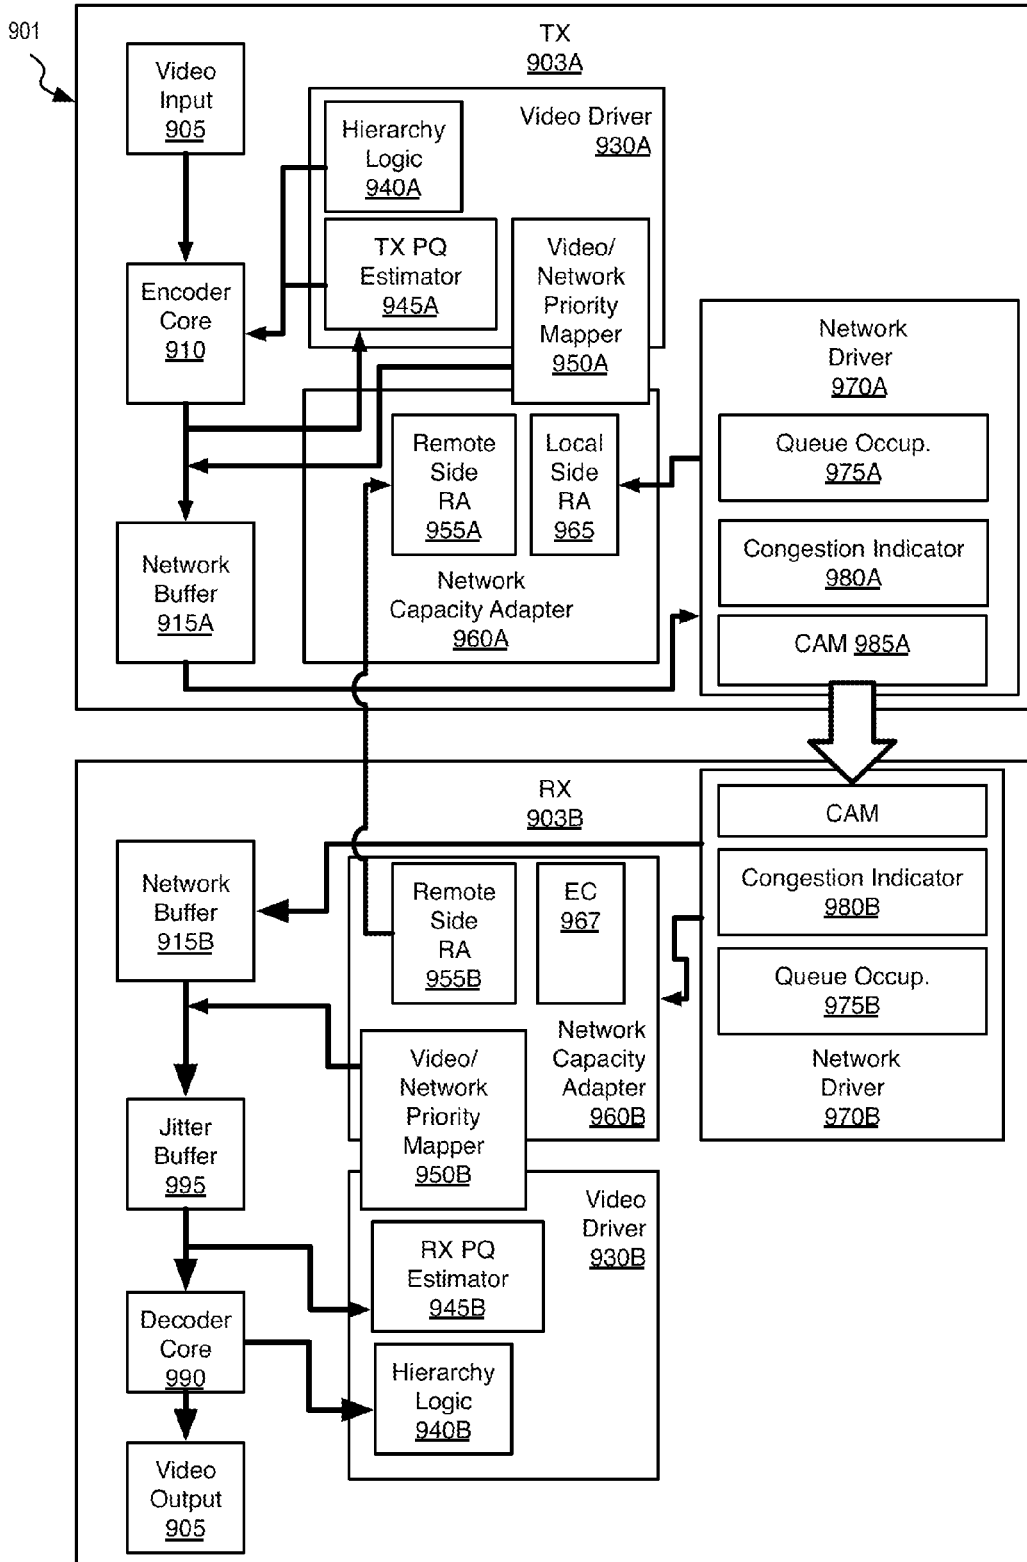 901
TX
903A
Video
Input
905
Video Driver
930A
Hierarchy
Logic
940A
TX PQ
Estimator
945A
Video/
Network
Priority
Mapper
950A
Encoder
Core
910
Network
Driver
970A
Queue Occup.
975A
Congestion Indicator
980A
CAM 985A
Remote
Side
RA
955A
Local
Side
RA
965
Network
Capacity Adapter
960A
Network
Buffer
915A
RX
903B
CAM
Congestion Indicator
980B
Queue Occup.
975B
Network
Driver
970B
Network
Buffer
915B
Remote
Side
RA
955B
EC
967
Network
Capacity
Adapter
960B
Video/
Network
Priority
Mapper
950B
Jitter
Buffer
995
Video
Driver
930B
RX PQ
Estimator
945B
Decoder
Core
990
Hierarchy
Logic
940B
Video
Output
905